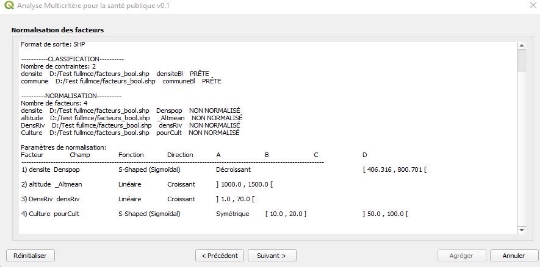 Analyse Multicritère pour la santé publique v0.1
Normalisation des facteurs
Format de sortie: SHP
-----------CLASSIFICATION----------
Nombre de contraintes: 2
densite D:/Test fullmce/facteurs_bool.shp densiteBl PRÊTE
commune D:/Test fullmce/facteurs_bool.shp communeBl PRÊTE
---------NORMALISATION----------
Nombre de facteurs: 4
densite D:/Test fullmce/facteurs_bool.shp Denspop NON NORMALISÉ
altitude D:/Test fullmce/facteurs_bool.shp _Altmean NON NORMALISÉ
DensRiv D:/Test fullmce/facteurs_bool.shp densRiv NON NORMALISÉ
Culture D:/Test fullmce/facteurs_bool.shp pourCult NON NORMALISÉ
Paramètres de normalisation:
Facteur Champ Fonction Direction A B C D
1) densite Denspop S-Shaped (Sigmoïdal) Décroissant [ 406.316 , 800.701 [
2) altitude _Altmean Linéaire Croissant ] 1000.0 , 1500.0 [
3) DensRiv densRiv Linéaire Croissant ] 1.0 , 70.0 [
4) Culture pourCult S-Shaped (Sigmoïdal) Symétrique [ 10.0 , 20.0 ] ] 50.0 , 100.0 [
Réinitialiser < Précédent Suivant > Agréger Annuler